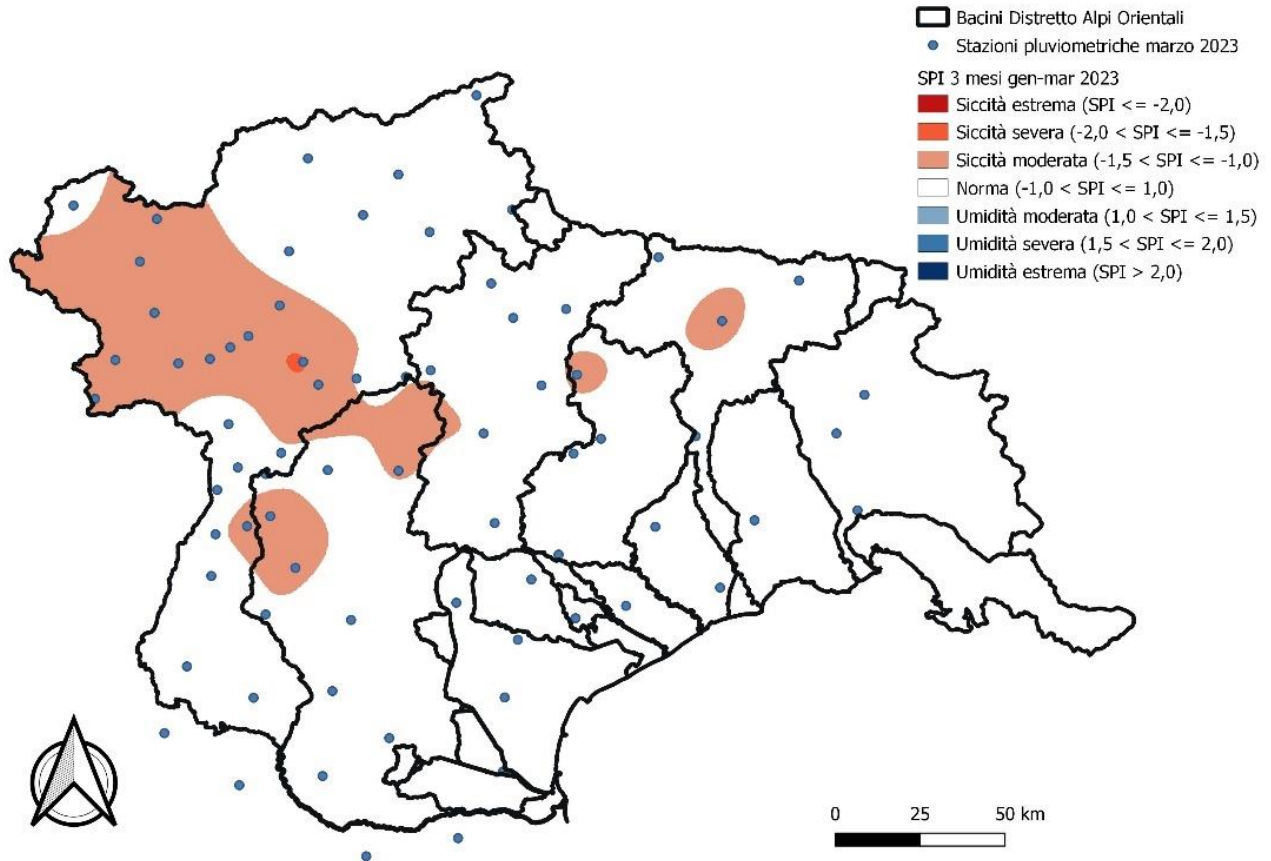 Bacini Distretto Alpi Orientali
Stazioni pluviometriche marzo 2023
SPI 3 mesi gen-mar 2023
Siccità estrema (SPI <= -2,0)
Siccità severa (-2,0 < SPI <= -1,5)
Siccità moderata (-1,5 < SPI <= -1,0)
Norma (-1,0 < SPI <= 1,0)
Umidità moderata (1,0 < SPI <= 1,5)
Umidità severa (1,5 < SPI <= 2,0)
Umidità estrema (SPI > 2,0)
0 25 50 km